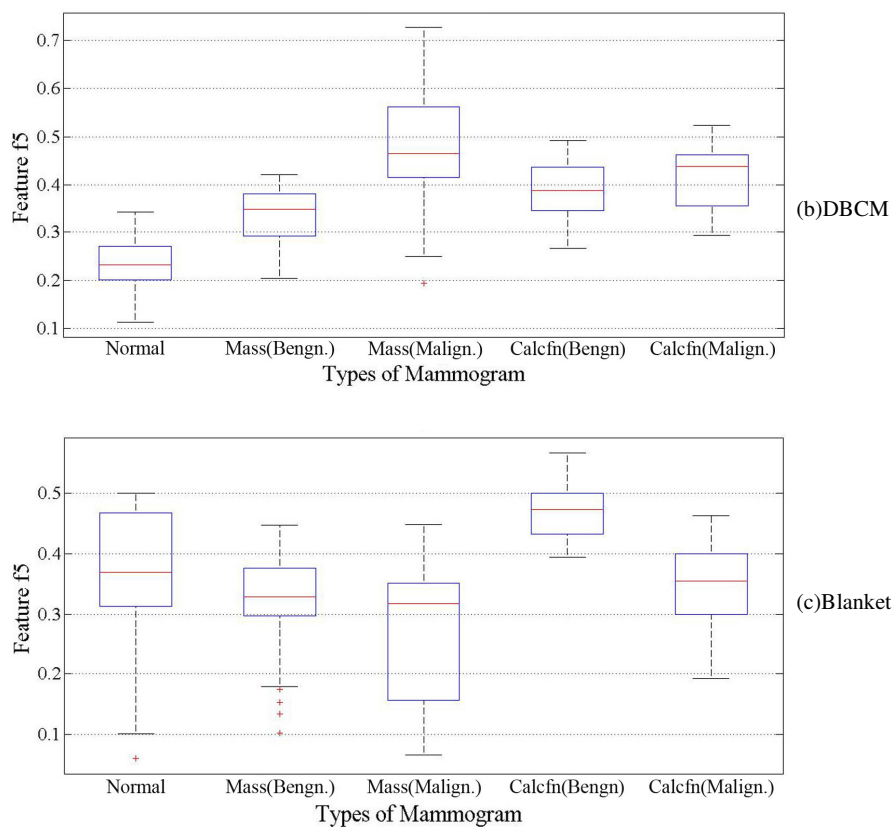 0.7
0.6
0.5
0.4
0.3
0.2
0.1
Feature f5
Normal Mass(Bengn.) Mass(Malign.) Calcfn(Bengn) Calcfn(Malign.)
Types of Mammogram
(b)DBCM
0.5
0.4
0.3
0.2
0.1
Feature f5
Normal Mass(Bengn.) Mass(Malign.) Calcfn(Bengn) Calcfn(Malign.)
Types of Mammogram
(c)Blanket